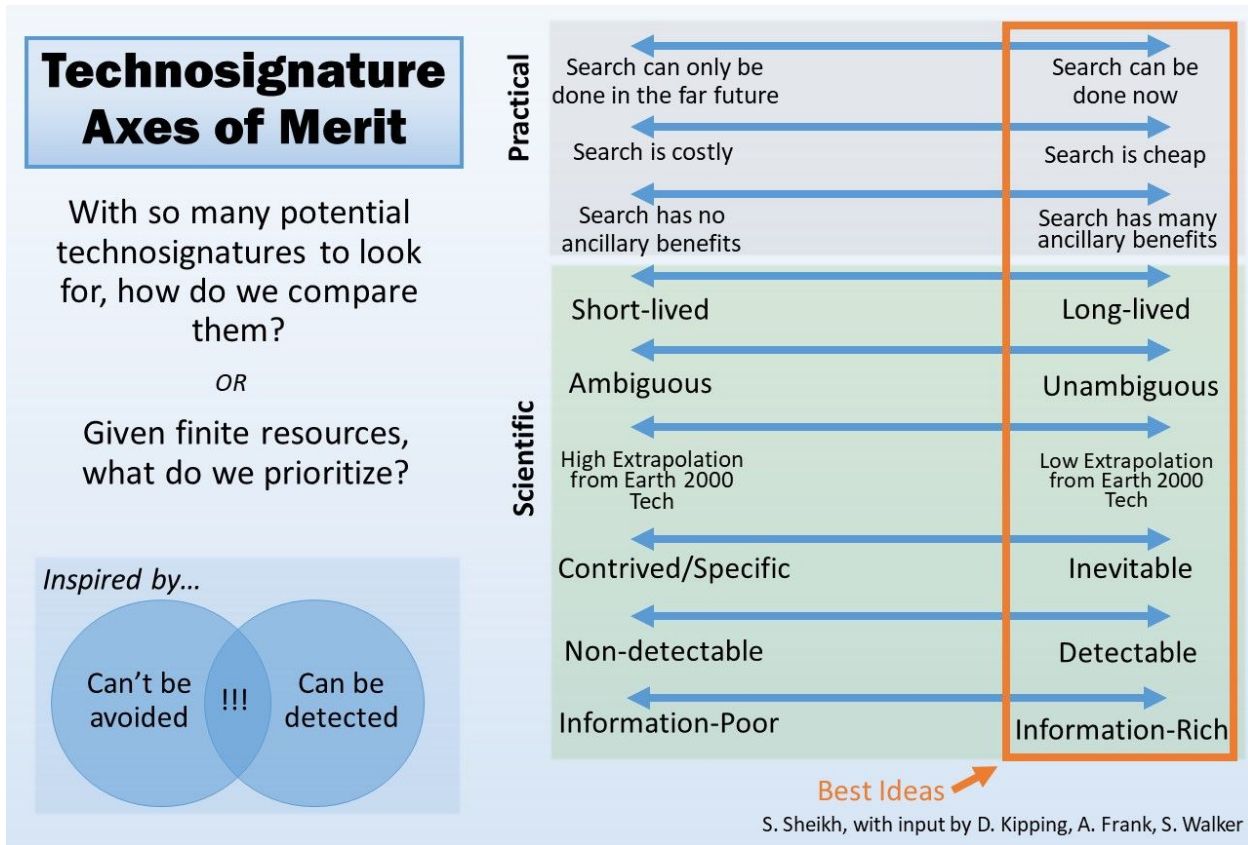 Technosignature
Axes of Merit
With so many potential
technosignatures to look
for, how do we compare
them?
OR
Given finite resources,
what do we prioritize?
Inspired by...
Can't be
avoided
!!!
Can be
detected
Practical
Search can only be
done in the far future
Search can be
done now
Search is costly
Search is cheap
Search has no
ancillary benefits
Search has many
ancillary benefits
Scientific
Short-lived
Long-lived
Ambiguous
Unambiguous
High Extrapolation
from Earth 2000
Tech
Low Extrapolation
from Earth 2000
Tech
Contrived/Specific
Inevitable
Non-detectable
Detectable
Information-Poor
Information-Rich
Best Ideas
S. Sheikh, with input by D. Kipping, A. Frank, S. Walker